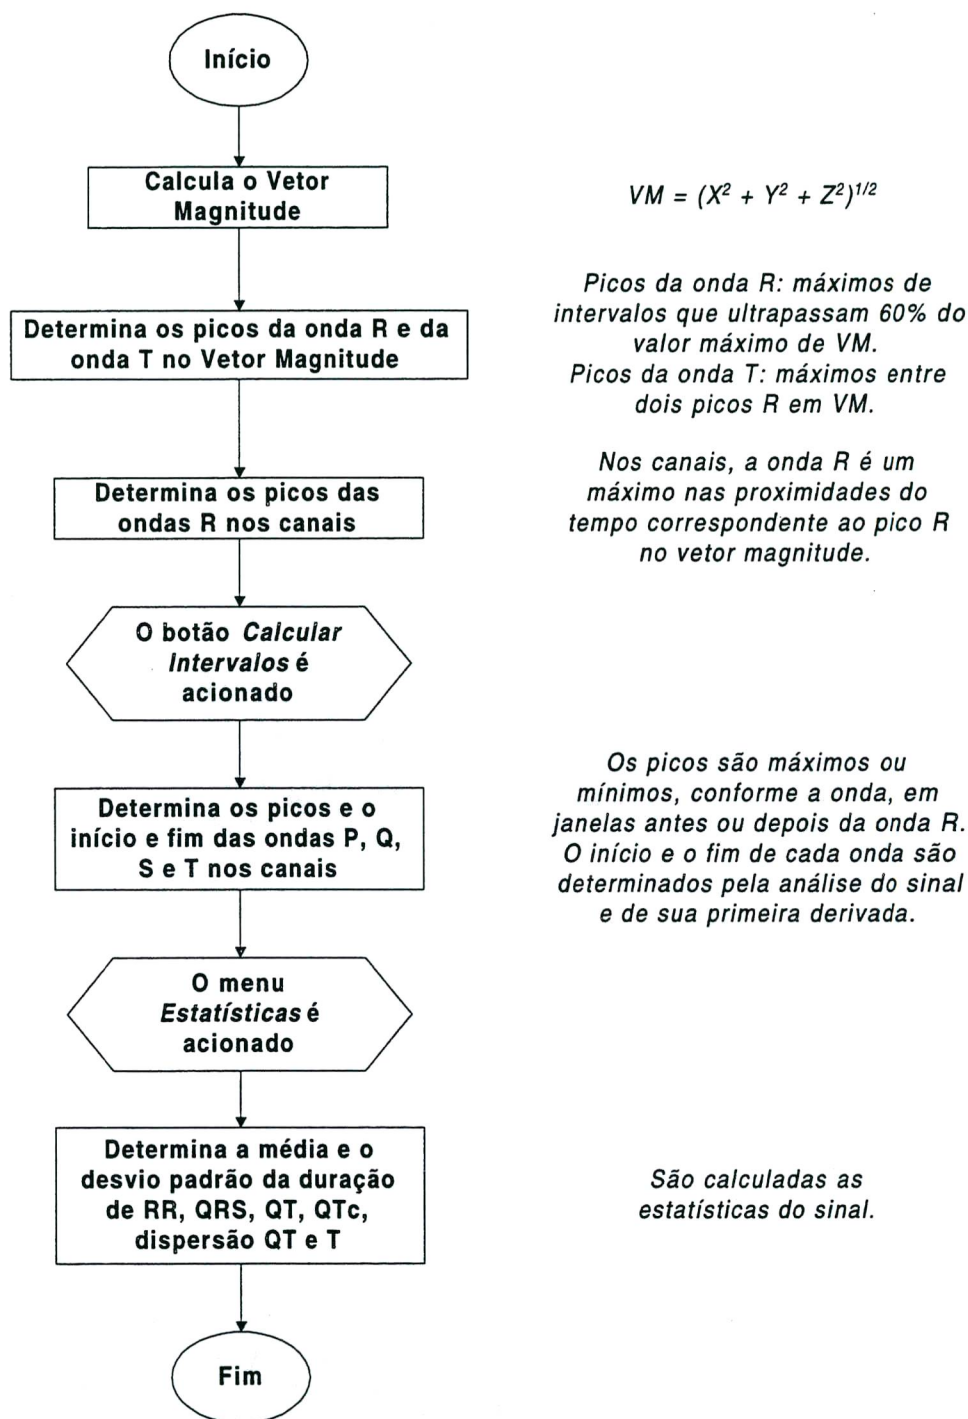 Início
Calcula o Vetor
Magnitude
VM = (X² + Y² + Z²)^1/2
Determina os picos da onda R e da
onda T no Vetor Magnitude
Picos da onda R: máximos de
intervalos que ultrapassam 60% do
valor máximo de VM.
Picos da onda T: máximos entre
dois picos R em VM.
Determina os picos das
ondas R nos canais
Nos canais, a onda R é um
máximo nas proximidades do
tempo correspondente ao pico R
no vetor magnitude.
O botão Calcular
Intervalos é
acionado
Determina os picos e o
início e fim das ondas P, Q,
S e T nos canais
Os picos são máximos ou
mínimos, conforme a onda, em
janelas antes ou depois da onda R.
O início e o fim de cada onda são
determinados pela análise do sinal
e de sua primeira derivada.
O menu
Estatísticas é
acionado
Determina a média e o
desvio padrão da duração
de RR, QRS, QT, QTc,
dispersão QT e T
São calculadas as
estatísticas do sinal.
Fim